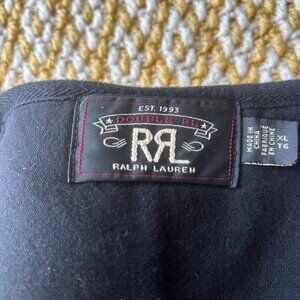 EST. 1993
DOUBLE RL
RRL
RALPH LAUREN
MADE IN
CHINA
FABRIQUÉ
EN CHINE
XL
TG